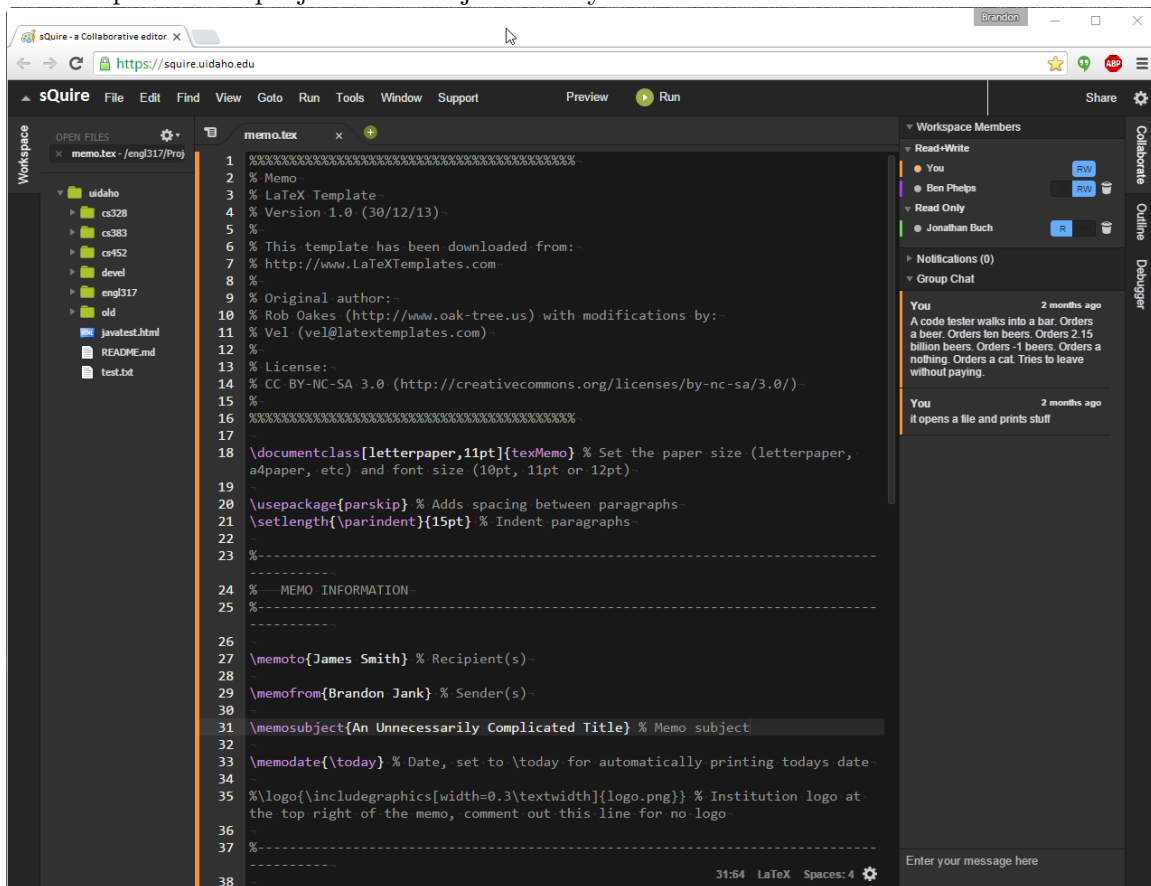 Brandon
sQuire - a Collaborative editor
https://squire.uidaho.edu
99
ABP
sQuire File Edit Find View Goto Run Tools Window Support Preview Run Share
Workspace
OPEN FILES
memo.tex - /engl317/Proj
uidaho
cs328
cs383
cs452
devel
engl317
old
javatest.html
README.md
test.txt
memo.tex
1 %%%%%%%%%%%%%%%%%%%%%%%%%%%%%%%%%%%%%%%%%
2 % Memo
3 % LaTeX Template
4 % Version 1.0 (30/12/13)
5 %
6 % This template has been downloaded from:
7 % http://www.LaTeXTemplates.com
8 %
9 % Original author:
10 % Rob Oakes (http://www.oak-tree.us) with modifications by:
11 % Vel (vel@latextemplates.com)
12 %
13 % License:
14 % CC BY-NC-SA 3.0 (http://creativecommons.org/licenses/by-nc-sa/3.0/)
15 %
16 %%%%%%%%%%%%%%%%%%%%%%%%%%%%%%%%%%%%%%%%%
17
18 \documentclass[letterpaper,11pt]{texMemo} % Set the paper size (letterpaper,
a4paper, etc) and font size (10pt, 11pt or 12pt)
19
20 \usepackage{parskip} % Adds spacing between paragraphs
21 \setlength{\parindent}{15pt} % Indent paragraphs
22
23 %------------------------------------------------------------------------------
----------
24 % MEMO INFORMATION
25 %------------------------------------------------------------------------------
----------
26
27 \memoto{James Smith} % Recipient(s)
28
29 \memofrom{Brandon Jank} % Sender(s)
30
31 \memosubject{An Unnecessarily Complicated Title} % Memo subject
32
33 \memodate{\today} % Date, set to \today for automatically printing todays date
34
35 %\logo{\includegraphics[width=0.3\textwidth]{logo.png}} % Institution logo at
the top right of the memo, comment out this line for no logo
36
37 %------------------------------------------------------------------------------
----------
38
31:64 LaTeX Spaces: 4
Workspace Members
Read+Write
You RW
Ben Phelps RW
Read Only
Jonathan Buch R
Notifications (0)
Group Chat
You 2 months ago
A code tester walks into a bar. Orders
a beer. Orders ten beers. Orders 2.15
billion beers. Orders -1 beers. Orders a
nothing. Orders a cat. Tries to leave
without paying.
You 2 months ago
it opens a file and prints stuff
Enter your message here
Collaborate
Outline
Debugger